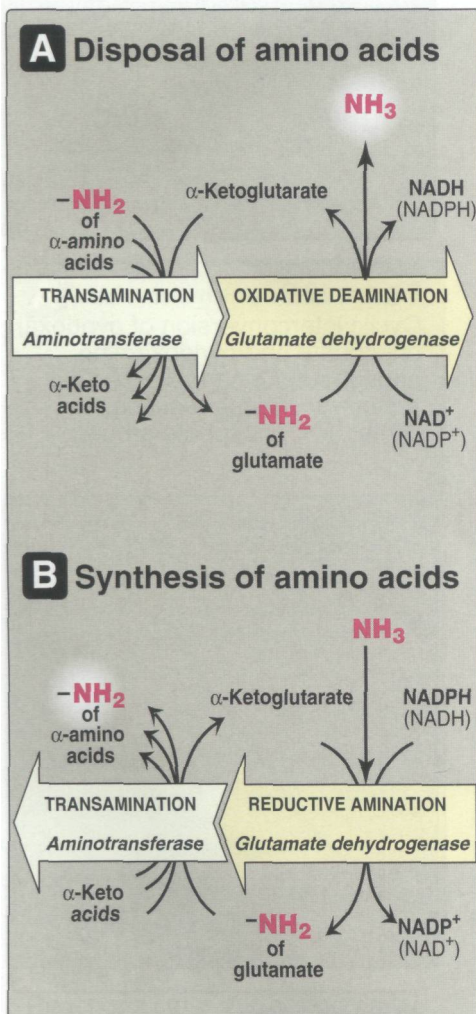 A Disposal of amino acids
NH₃
–NH₂
of
α-amino
acids
α-Ketoglutarate
NADH
(NADPH)
TRANSAMINATION
Aminotransferase
OXIDATIVE DEAMINATION
Glutamate dehydrogenase
α-Keto
acids
–NH₂
of
glutamate
NAD⁺
(NADP⁺)
B Synthesis of amino acids
NH₃
–NH₂
of
α-amino
acids
α-Ketoglutarate
NADPH
(NADH)
TRANSAMINATION
Aminotransferase
REDUCTIVE AMINATION
Glutamate dehydrogenase
α-Keto
acids
–NH₂
of
glutamate
NADP⁺
(NAD⁺)